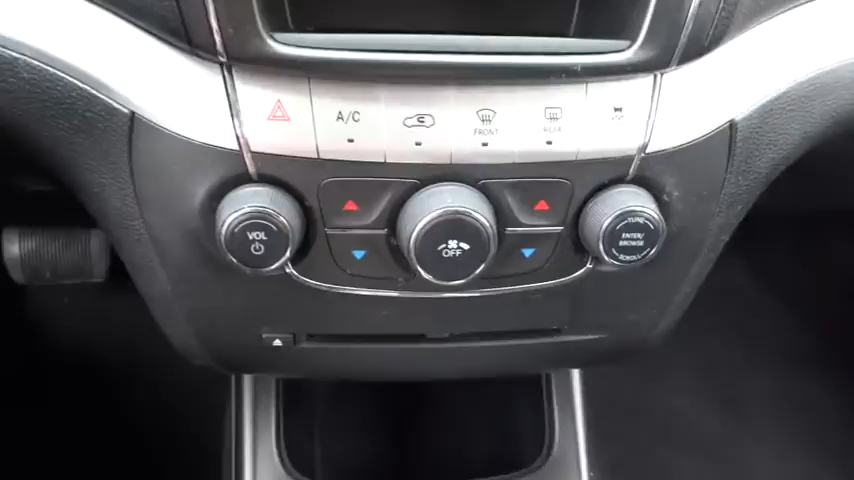 A/C
FRONT
REAR
VOL
OFF
TUNE
ENTER/
BROWSE
SCROLL